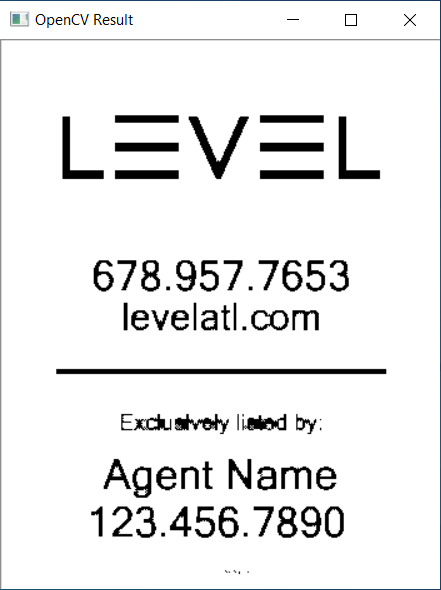 OpenCV Result
LEVEL
678.957.7653
levelatl.com
Exclusively listed by:
Agent Name
123.456.7890